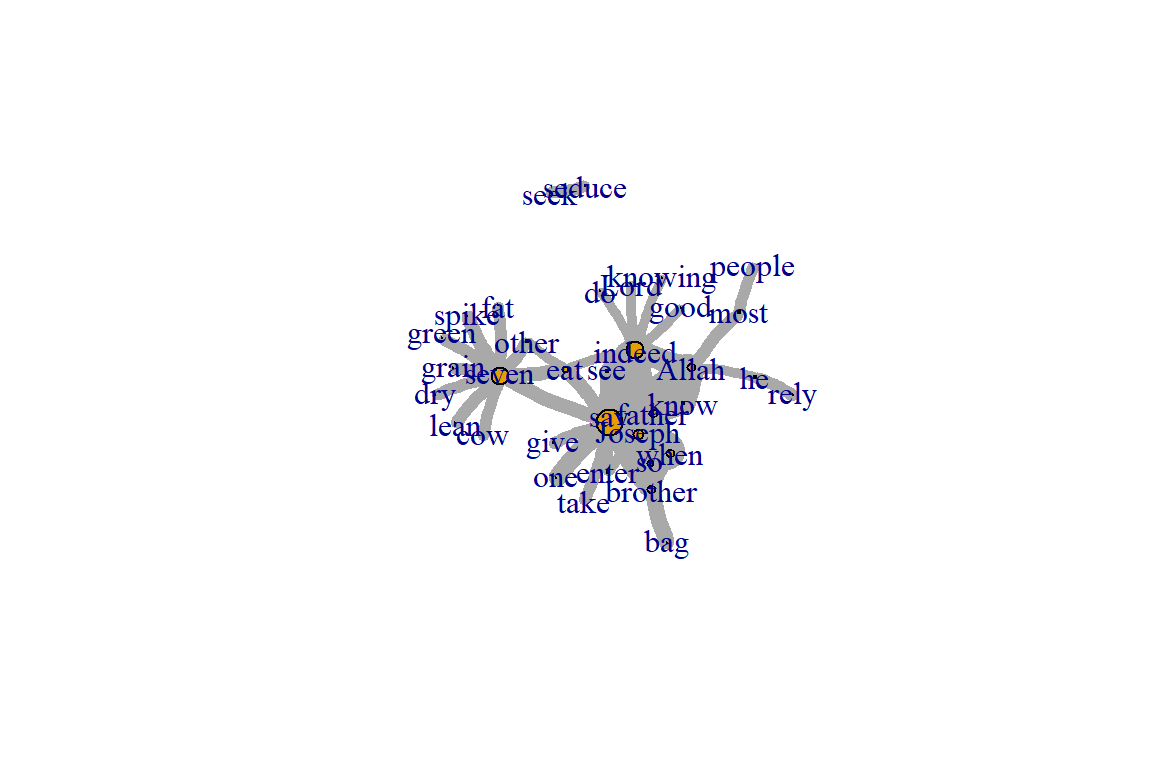 seduce
seek
people
knowing
Lord
do
good
most
fat
spike
green
other
indeed
grain
seven
eat
see
Allah
he
dry
rely
know
say
father
lean
cow
Joseph
give
when
so
one
enter
take
brother
bag